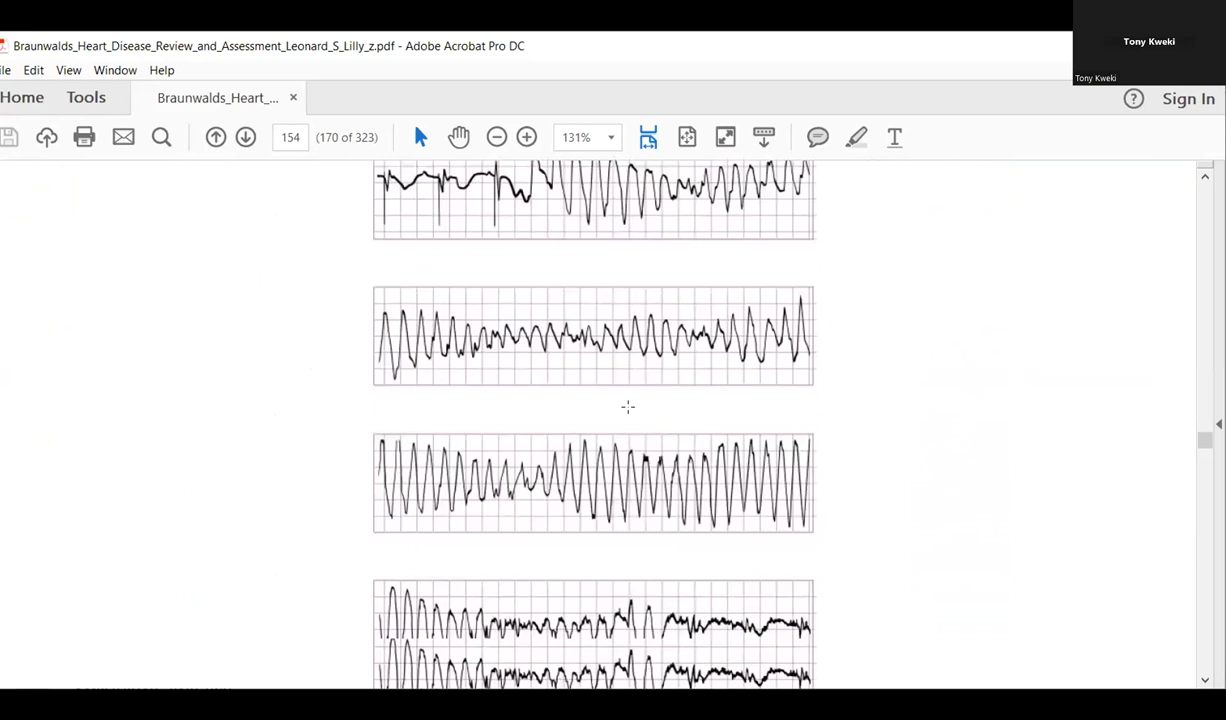 Tony Kweki
Tony Kweki
Braunwalds_Heart_Disease_Review_and_Assessment_Leonard_S_Lilly_z.pdf - Adobe Acrobat Pro DC
ile Edit View Window Help
Home Tools Braunwalds_Heart_... × ? Sign In
154 (170 of 323) 131% T